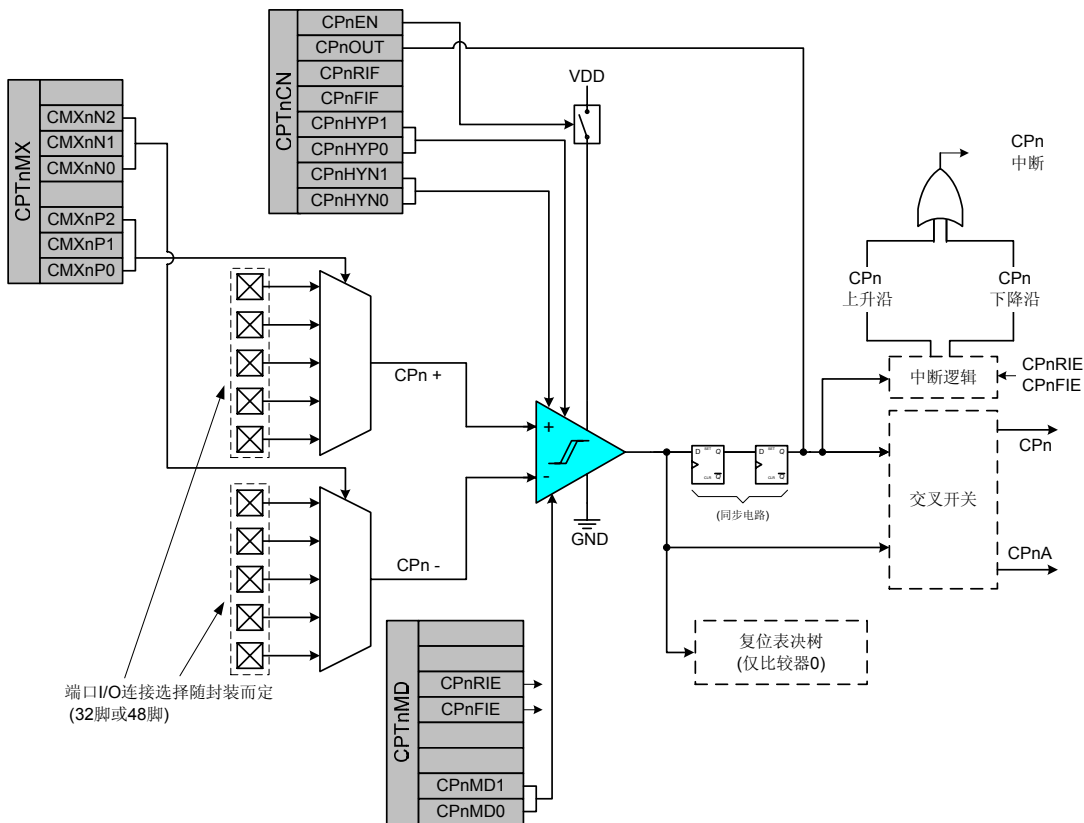 CPTnCN
CPnEN
CPnOUT
CPnRIF
CPnFIF
CPnHYP1
CPnHYP0
CPnHYN1
CPnHYN0
CPTnMX
CMXnN2
CMXnN1
CMXnN0
CMXnP2
CMXnP1
CMXnP0
VDD
CPn
中断
CPn
上升沿
CPn
下降沿
中断逻辑
CPnRIE
CPnFIE
CPn +
+
-
CPn -
GND
D SET Q
CLR Q
D SET Q
CLR Q
(同步电路)
交叉开关
CPn
CPnA
复位表决树
(仅比较器0)
端口I/O连接选择随封装而定
(32脚或48脚)
CPTnMD
CPnRIE
CPnFIE
CPnMD1
CPnMD0